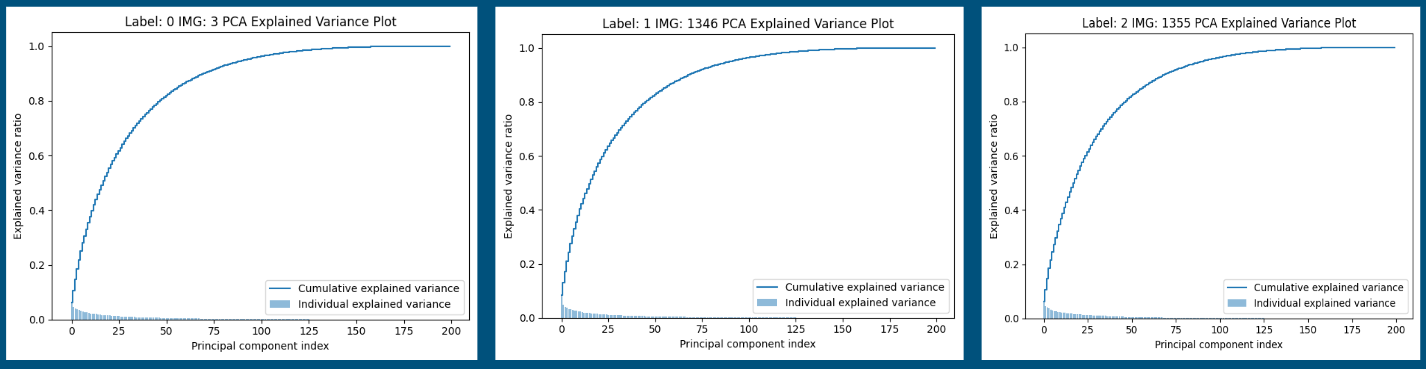 Label: 0 IMG: 3 PCA Explained Variance Plot
Explained variance ratio
1.0
0.8
0.6
0.4
0.2
0.0
Cumulative explained variance
Individual explained variance
0 25 50 75 100 125 150 175 200
Principal component index
Label: 1 IMG: 1346 PCA Explained Variance Plot
Explained variance ratio
1.0
0.8
0.6
0.4
0.2
0.0
Cumulative explained variance
Individual explained variance
0 25 50 75 100 125 150 175 200
Principal component index
Label: 2 IMG: 1355 PCA Explained Variance Plot
Explained variance ratio
1.0
0.8
0.6
0.4
0.2
0.0
Cumulative explained variance
Individual explained variance
0 25 50 75 100 125 150 175 200
Principal component index